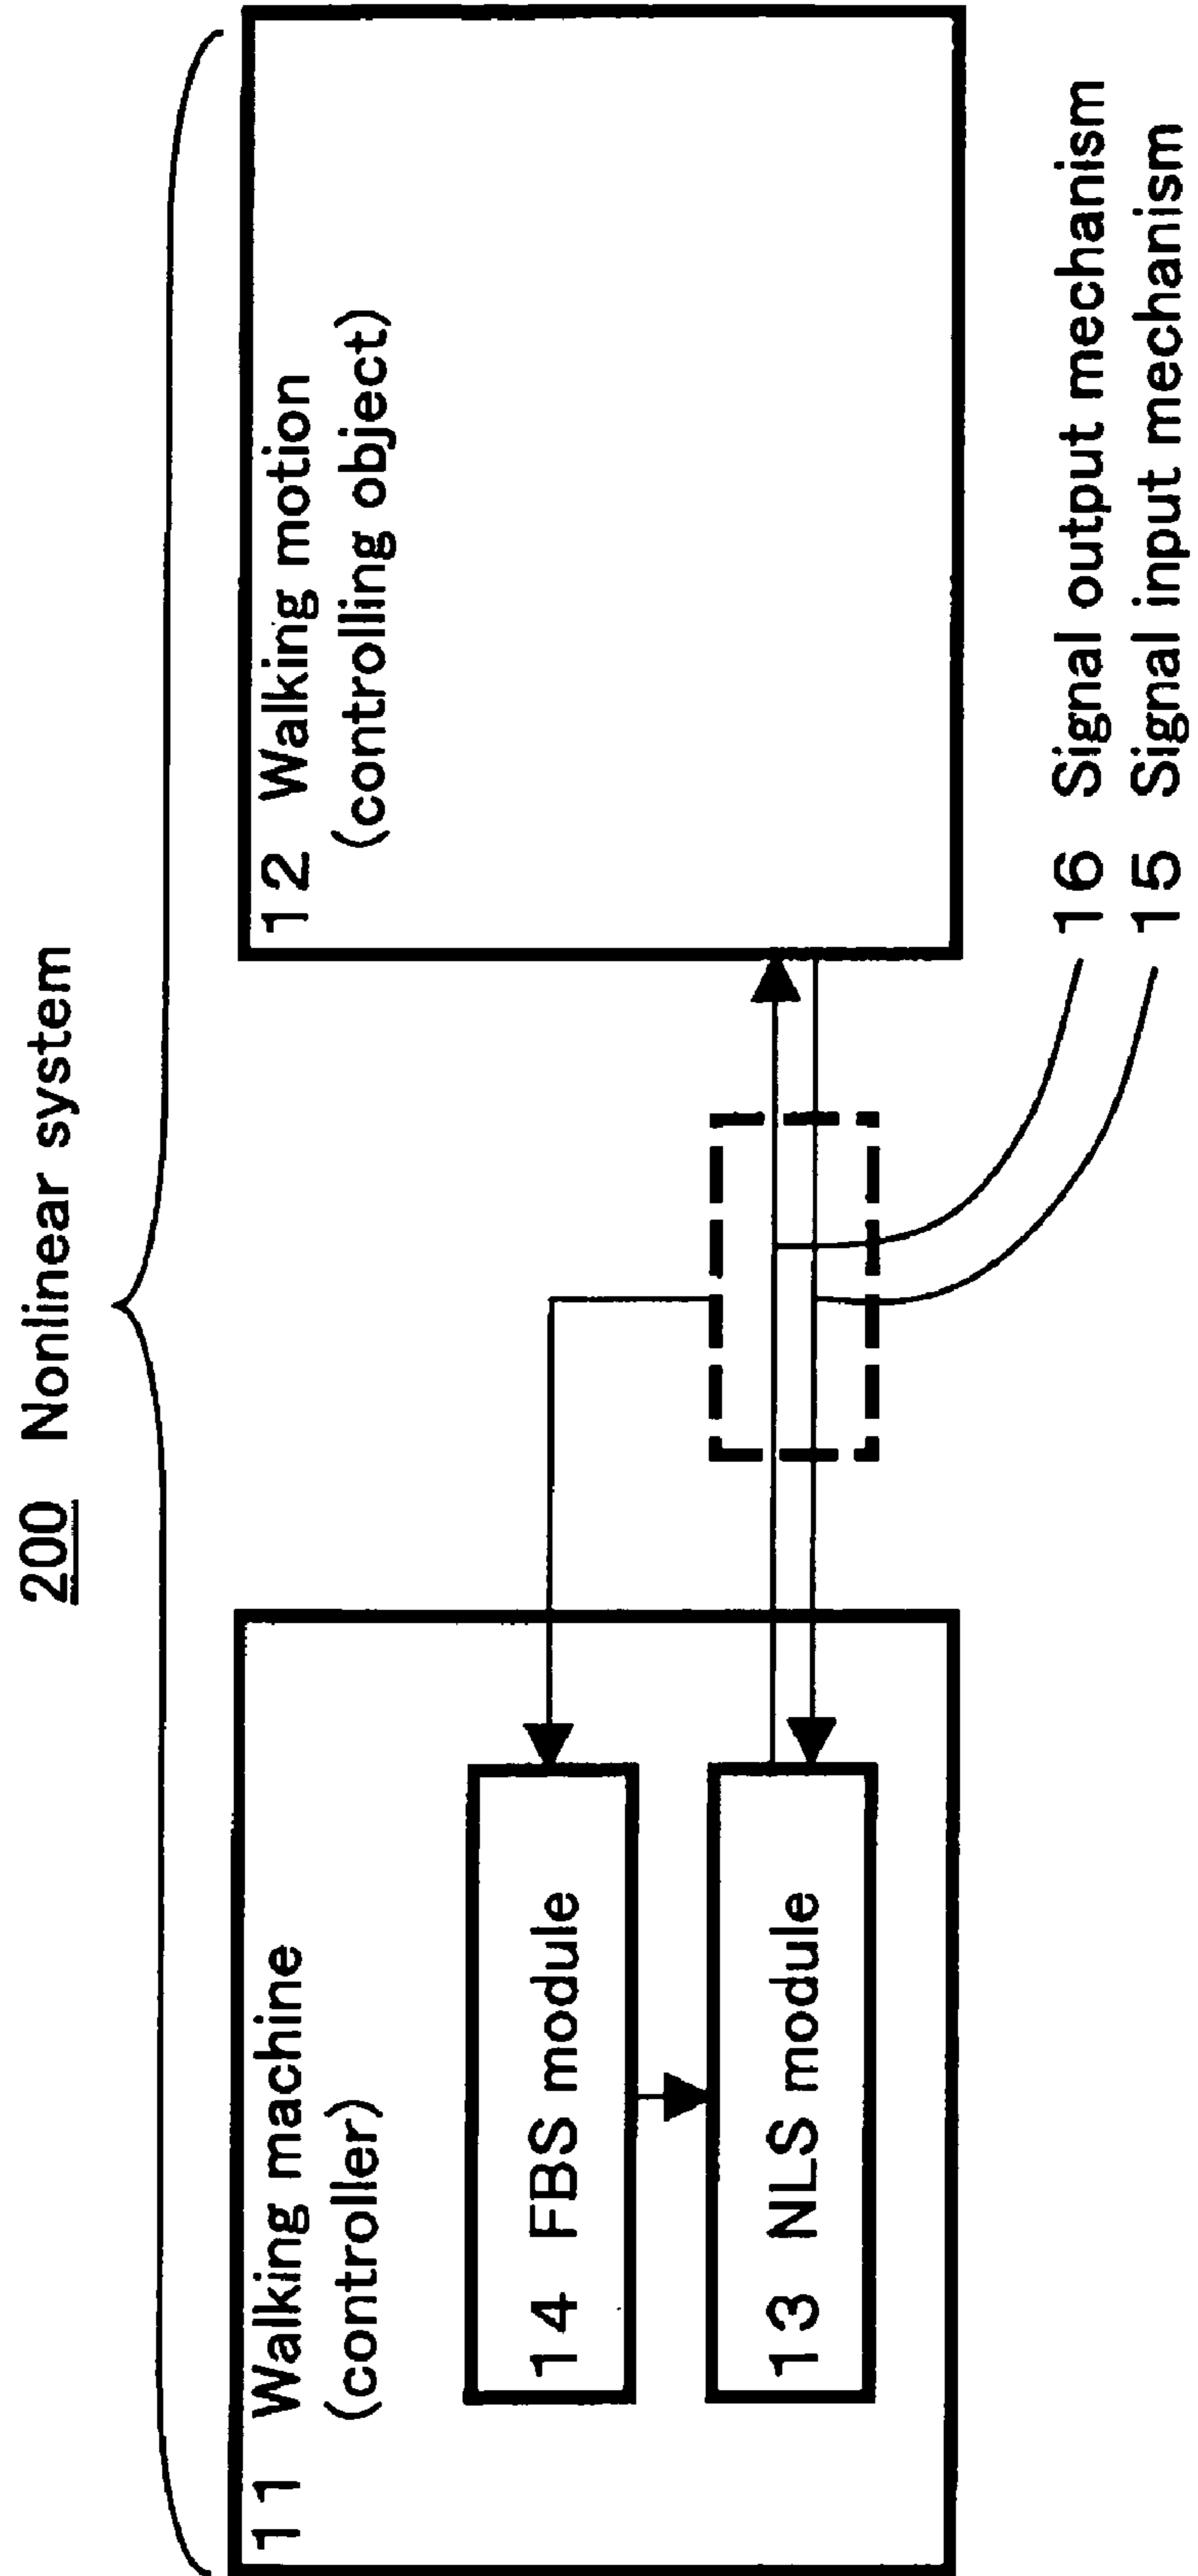 200 Nonlinear system
11 Walking machine
(controller)
14 FBS module
13 NLS module
12 Walking motion
(controlling object)
16 Signal output mechanism
15 Signal input mechanism